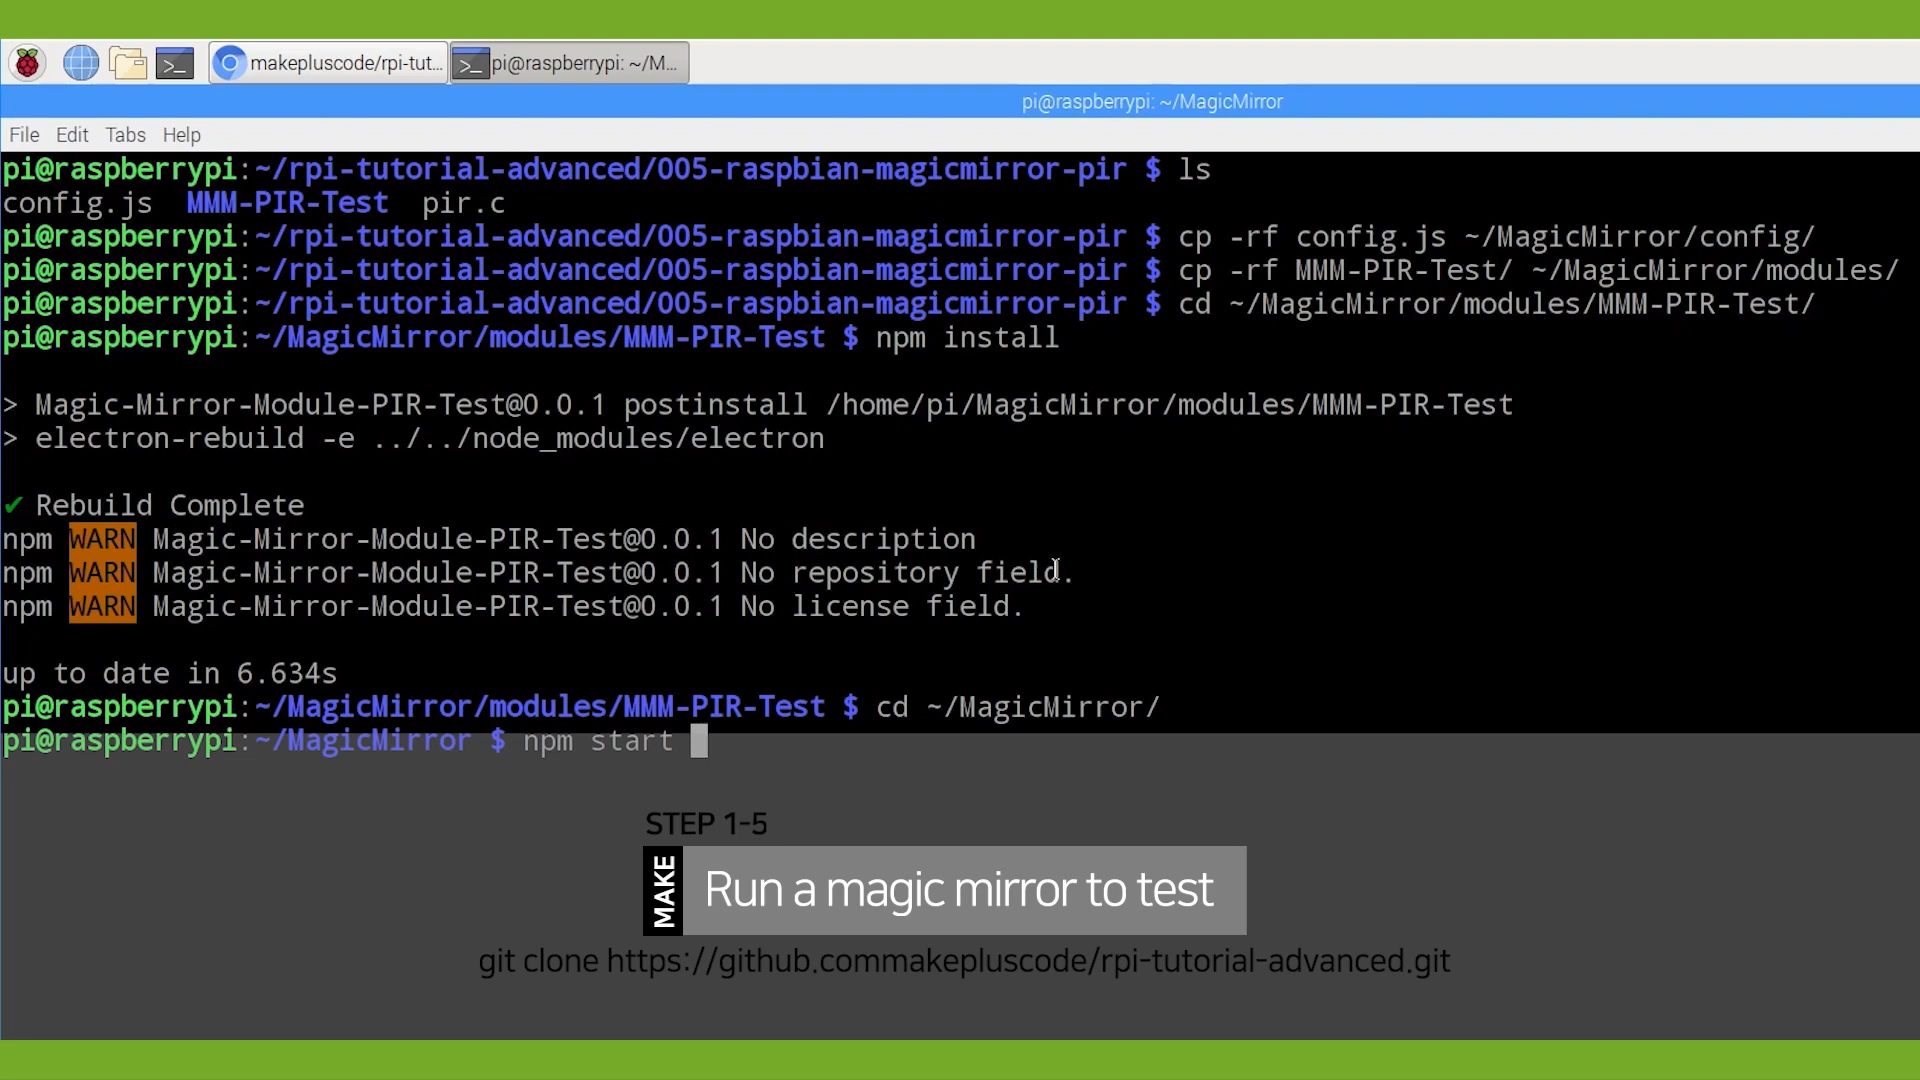 makepluscode/rpi-tut...
pi@raspberrypi: ~/M...
pi@raspberrypi: ~/MagicMirror
File Edit Tabs Help
pi@raspberrypi:~/rpi-tutorial-advanced/005-raspbian-magicmirror-pir $ ls
config.js MMM-PIR-Test pir.c
pi@raspberrypi:~/rpi-tutorial-advanced/005-raspbian-magicmirror-pir $ cp -rf config.js ~/MagicMirror/config/
pi@raspberrypi:~/rpi-tutorial-advanced/005-raspbian-magicmirror-pir $ cp -rf MMM-PIR-Test/ ~/MagicMirror/modules/
pi@raspberrypi:~/rpi-tutorial-advanced/005-raspbian-magicmirror-pir $ cd ~/MagicMirror/modules/MMM-PIR-Test/
pi@raspberrypi:~/MagicMirror/modules/MMM-PIR-Test $ npm install
> Magic-Mirror-Module-PIR-Test@0.0.1 postinstall /home/pi/MagicMirror/modules/MMM-PIR-Test
> electron-rebuild -e ../../node_modules/electron
✔ Rebuild Complete
npm WARN Magic-Mirror-Module-PIR-Test@0.0.1 No description
npm WARN Magic-Mirror-Module-PIR-Test@0.0.1 No repository field.
npm WARN Magic-Mirror-Module-PIR-Test@0.0.1 No license field.
up to date in 6.634s
pi@raspberrypi:~/MagicMirror/modules/MMM-PIR-Test $ cd ~/MagicMirror/
pi@raspberrypi:~/MagicMirror $ npm start
STEP 1-5
MAKE
Run a magic mirror to test
git clone https://github.commakepluscode/rpi-tutorial-advanced.git